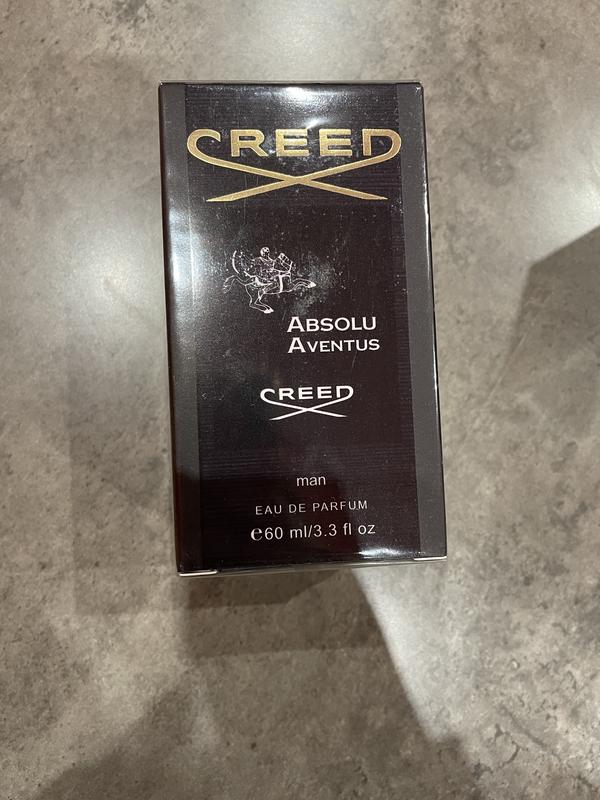 CREED
ABSOLU
AVENTUS
CREED
man
EAU DE PARFUM
℮60 ml/3.3 fl oz